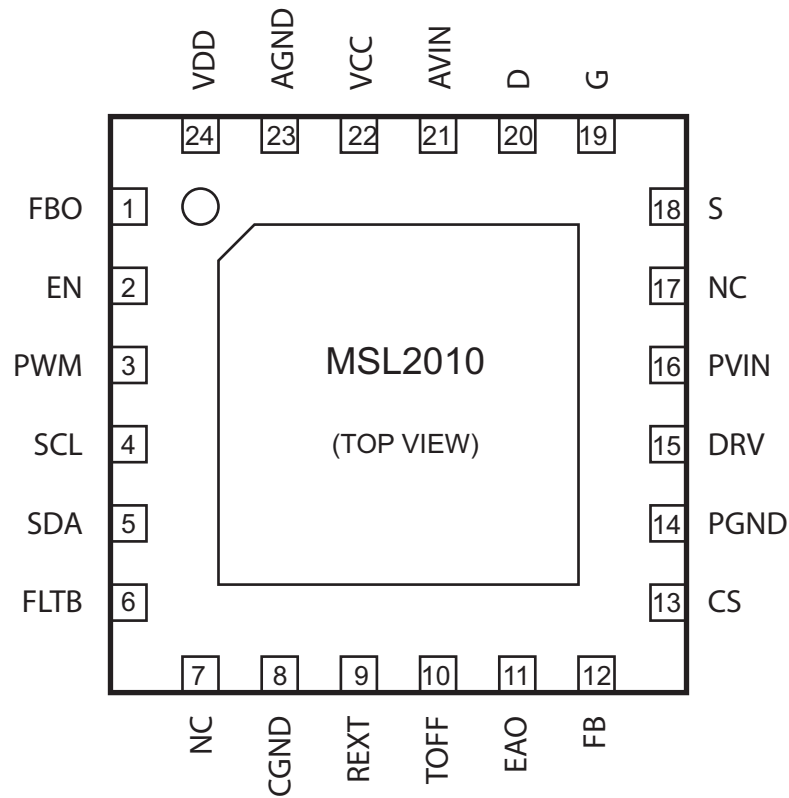 VDD AGND VCC AVIN D G
24 23 22 21 20 19
FBO 1 18 S
EN 2 17 NC
PWM 3 MSL2010 16 PVIN
SCL 4 (TOP VIEW) 15 DRV
SDA 5 14 PGND
FLTB 6 13 CS
7 8 9 10 11 12
NC CGND REXT TOFF EAO FB